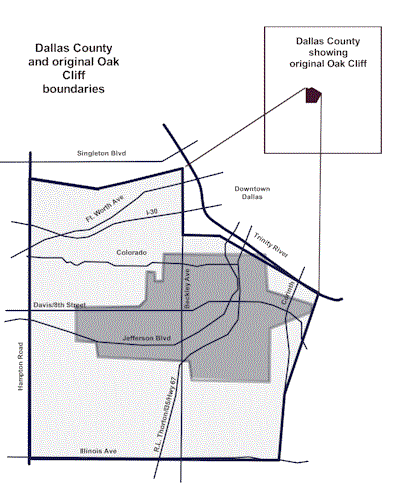 Dallas County
and original Oak
Cliff
boundaries
Dallas County
showing
original Oak Cliff
Singleton Blvd
Downtown
Dallas
Ft. Worth Ave
I-30
Trinity River
Colorado
Beckley Ave
Corinth
Davis/8th Street
Jefferson Blvd
Hampton Road
R.L. Thorton/I35/Hwy 67
Illinois Ave